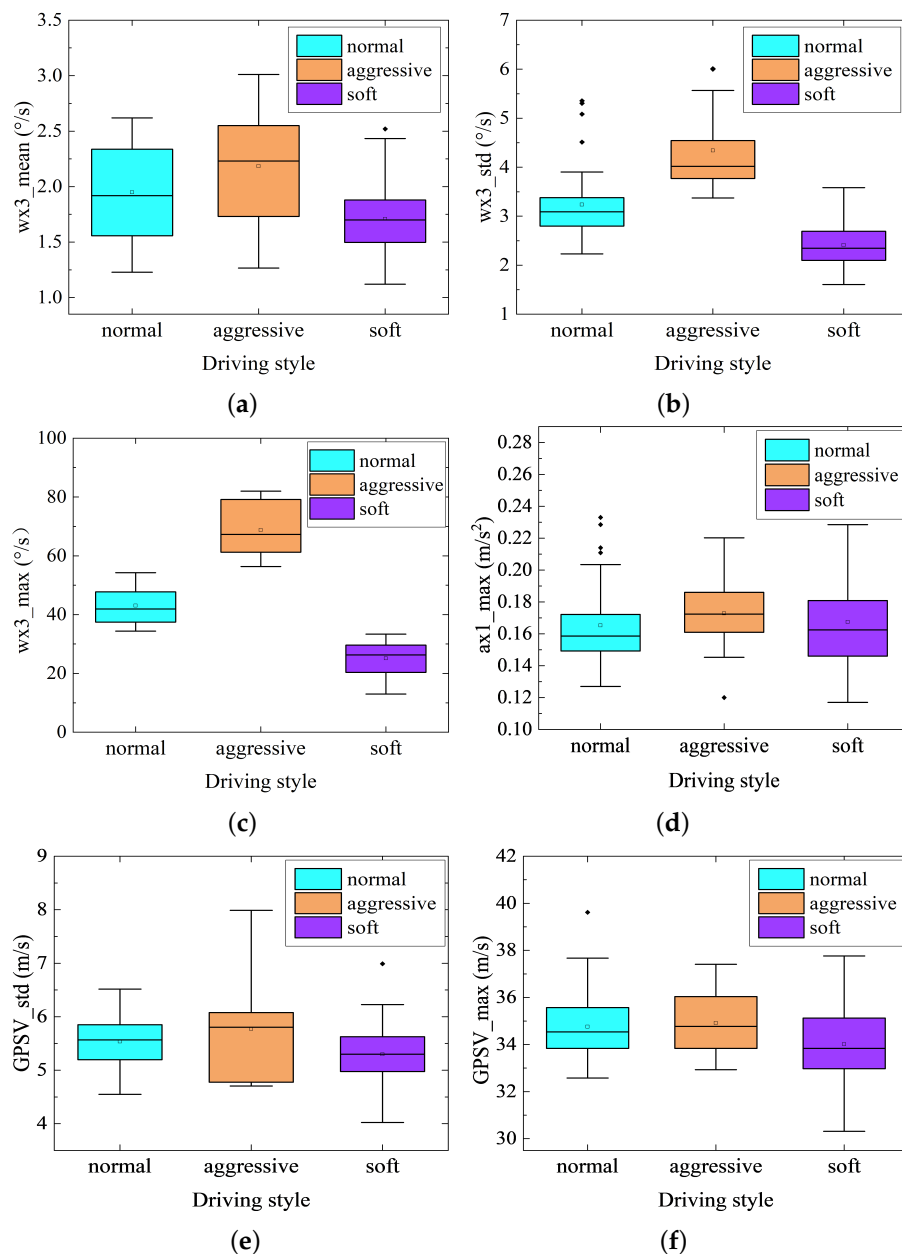 3.5
3.0
2.5
2.0
1.5
1.0
wx3_mean (°/s)
normal
aggressive
soft
normal aggressive soft
Driving style
(a)
7
6
5
4
3
2
1
wx3_std (°/s)
normal
aggressive
soft
normal aggressive soft
Driving style
(b)
100
80
60
40
20
0
wx3_max (°/s)
normal
aggressive
soft
normal aggressive soft
Driving style
(c)
0.28
0.26
0.24
0.22
0.20
0.18
0.16
0.14
0.12
0.10
ax1_max (m/s²)
normal
aggressive
soft
normal aggressive soft
Driving style
(d)
9
8
7
6
5
4
GPSV_std (m/s)
normal
aggressive
soft
normal aggressive soft
Driving style
(e)
42
40
38
36
34
32
30
GPSV_max (m/s)
normal
aggressive
soft
normal aggressive soft
Driving style
(f)